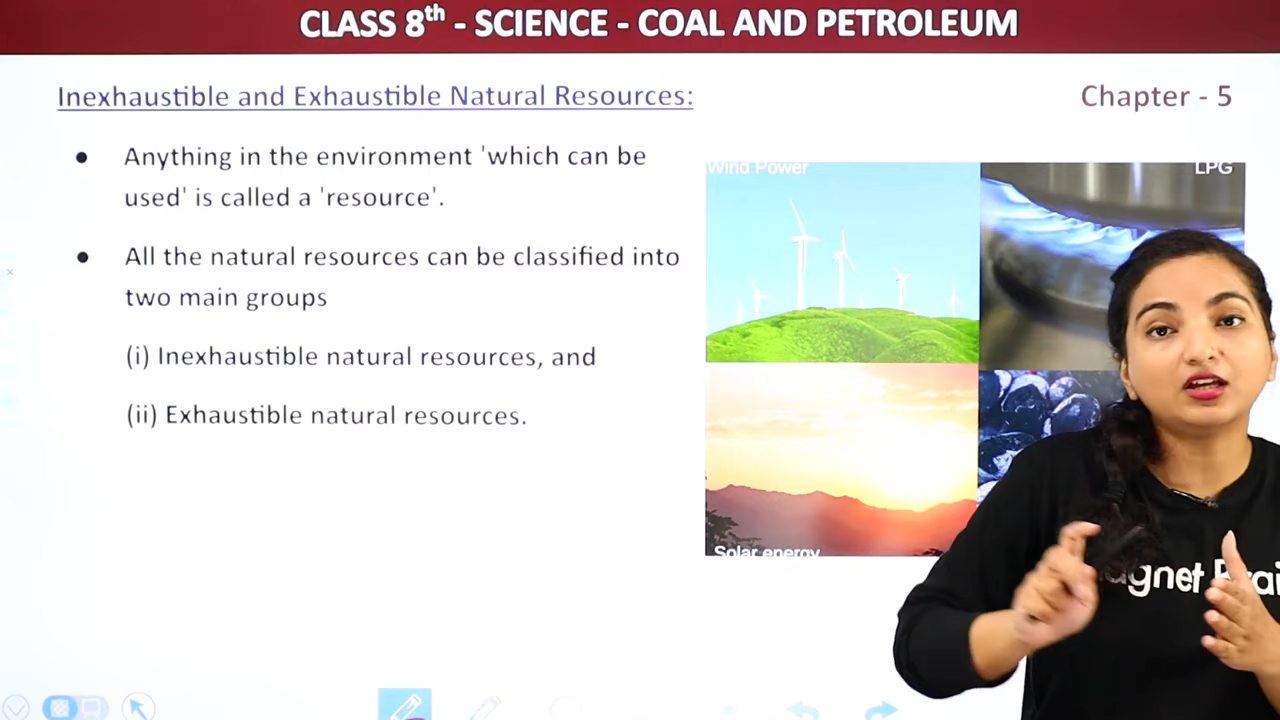 CLASS 8th - SCIENCE - COAL AND PETROLEUM
Inexhaustible and Exhaustible Natural Resources:
Chapter - 5
● Anything in the environment 'which can be
used' is called a 'resource'.
● All the natural resources can be classified into
two main groups
(i) Inexhaustible natural resources, and
(ii) Exhaustible natural resources.
Wind Power
LPG
Solar energy